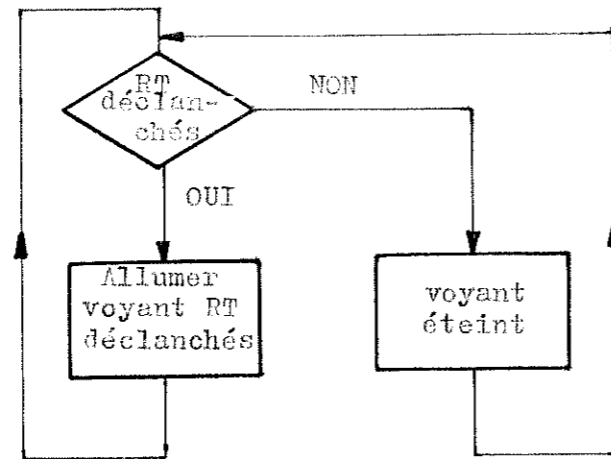 RT
déclan-
chés
NON
OUI
Allumer
voyant RT
déclanchés
voyant
éteint